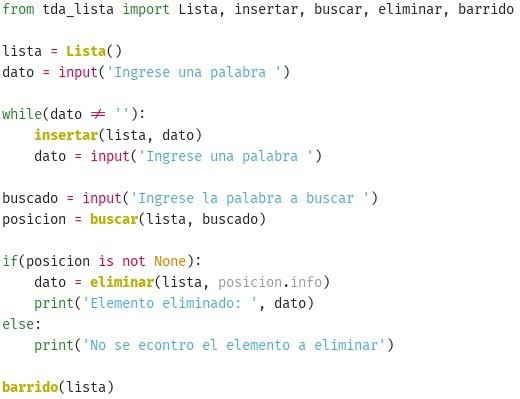 from tda_lista import Lista, insertar, buscar, eliminar, barrido
lista = Lista()
dato = input('Ingrese una palabra ')
while(dato ≠ ''):
    insertar(lista, dato)
    dato = input('Ingrese una palabra ')
buscado = input('Ingrese la palabra a buscar ')
posicion = buscar(lista, buscado)
if(posicion is not None):
    dato = eliminar(lista, posicion.info)
    print('Elemento eliminado: ', dato)
else:
    print('No se econtro el elemento a eliminar')
barrido(lista)